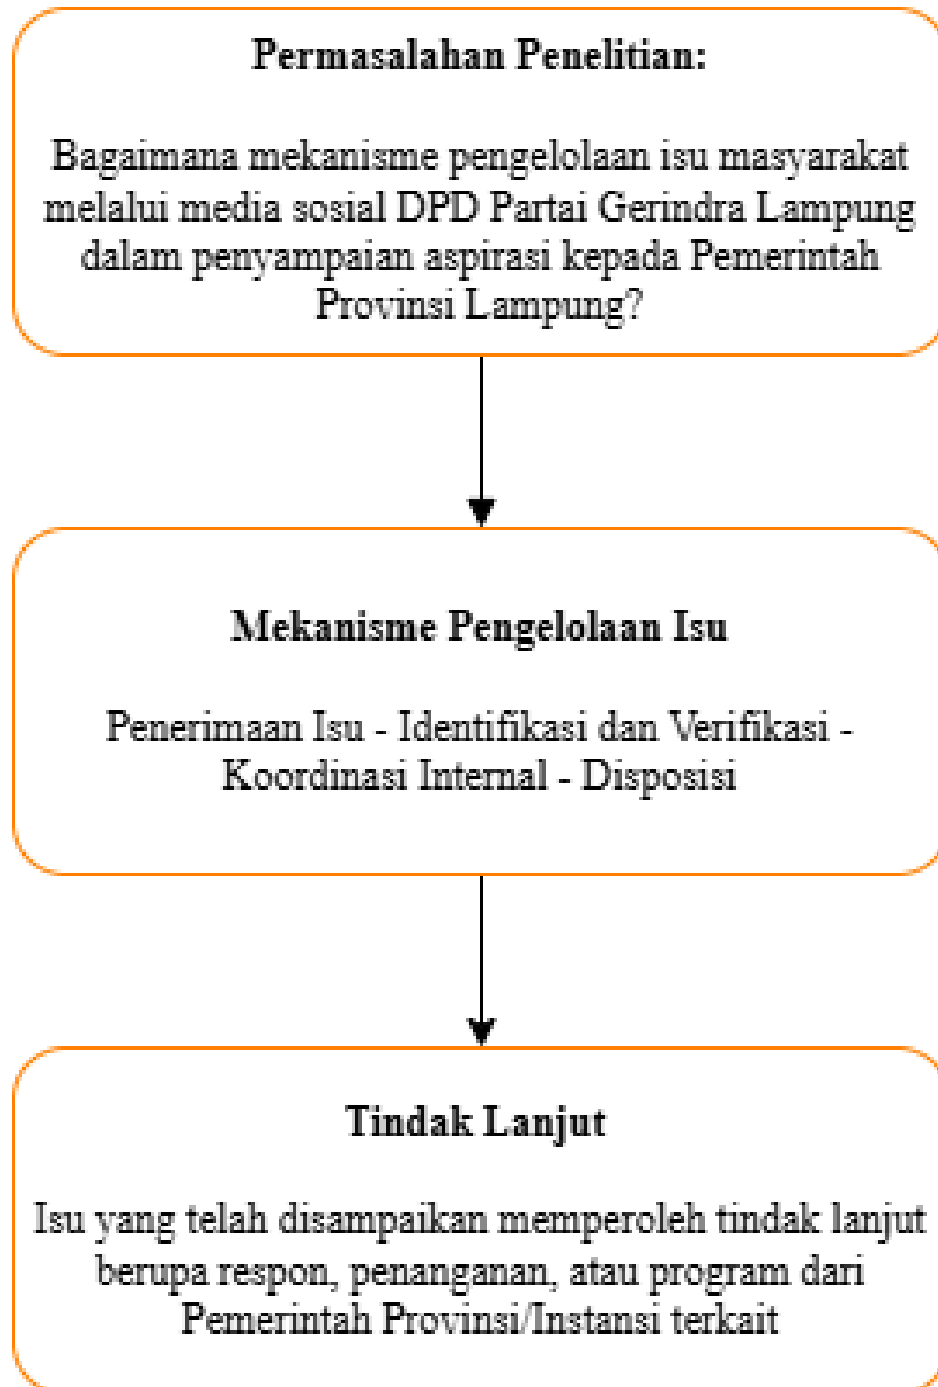 Permasalahan Penelitian:
Bagaimana mekanisme pengelolaan isu masyarakat
melalui media sosial DPD Partai Gerindra Lampung
dalam penyampaian aspirasi kepada Pemerintah
Provinsi Lampung?
Mekanisme Pengelolaan Isu
Penerimaan Isu - Identifikasi dan Verifikasi -
Koordinasi Internal - Disposisi
Tindak Lanjut
Isu yang telah disampaikan memperoleh tindak lanjut
berupa respon, penanganan, atau program dari
Pemerintah Provinsi/Instansi terkait